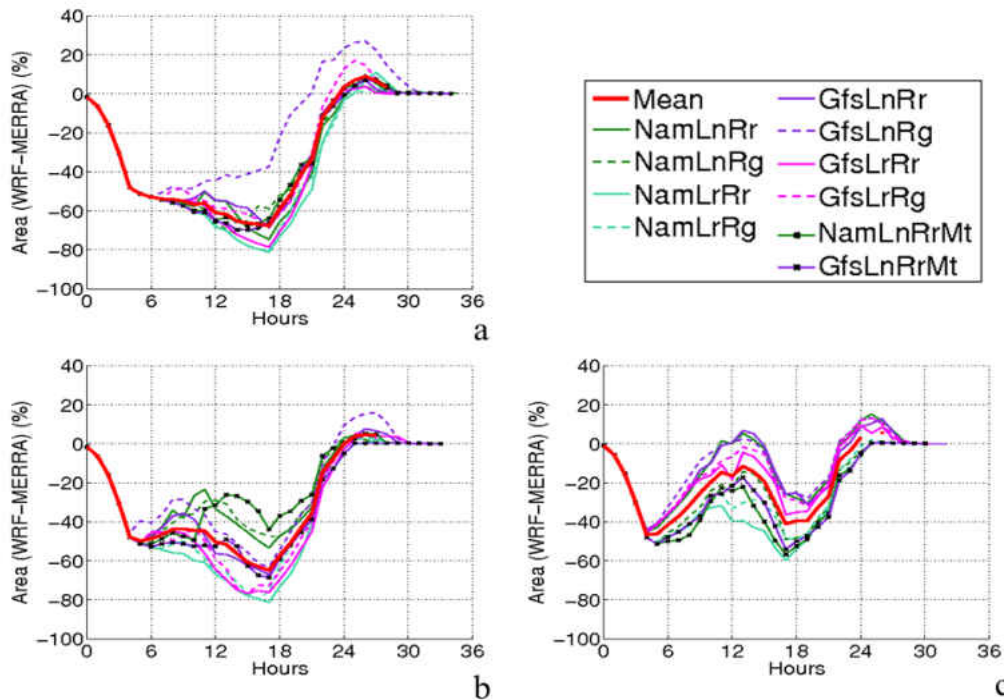 Area (WRF-MERRA) (%)
40
20
0
−20
−40
−60
−80
−100
0 6 12 18 24 30 36
Hours
a
Mean
NamLnRr
NamLnRg
NamLrRr
NamLrRg
GfsLnRr
GfsLnRg
GfsLrRr
GfsLrRg
NamLnRrMt
GfsLnRrMt
Area (WRF-MERRA) (%)
40
20
0
−20
−40
−60
−80
−100
0 6 12 18 24 30 36
Hours
b
Area (WRF-MERRA) (%)
40
20
0
−20
−40
−60
−80
−100
0 6 12 18 24 30 36
Hours
c